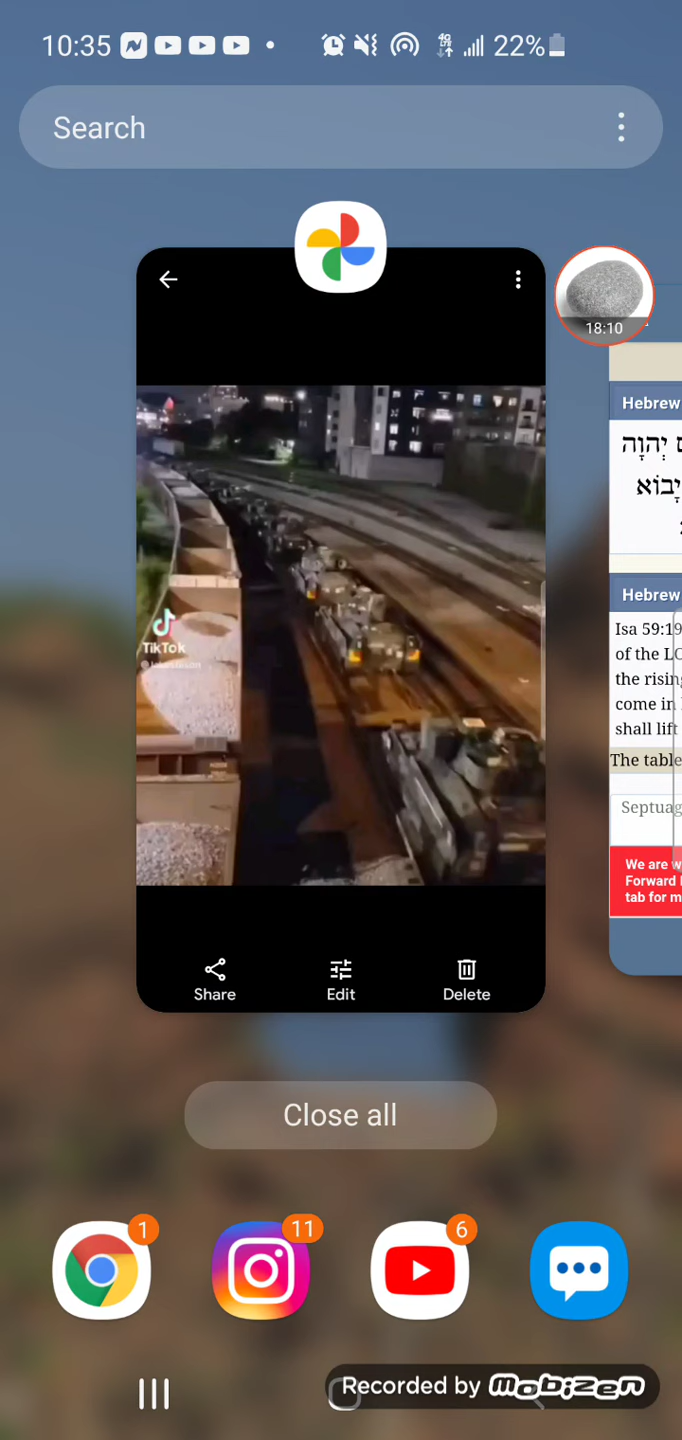 10:35
22%
Search
18:10
Hebrew
יְהוָה
יָבוֹא
TikTok
Hebrew
Isa 59:19
of the LO
the rising
come in
shall lift
The table
Septuag
We are w
Forward
tab for m
Share Edit Delete
Close all
1 11 6
Recorded by mobizen